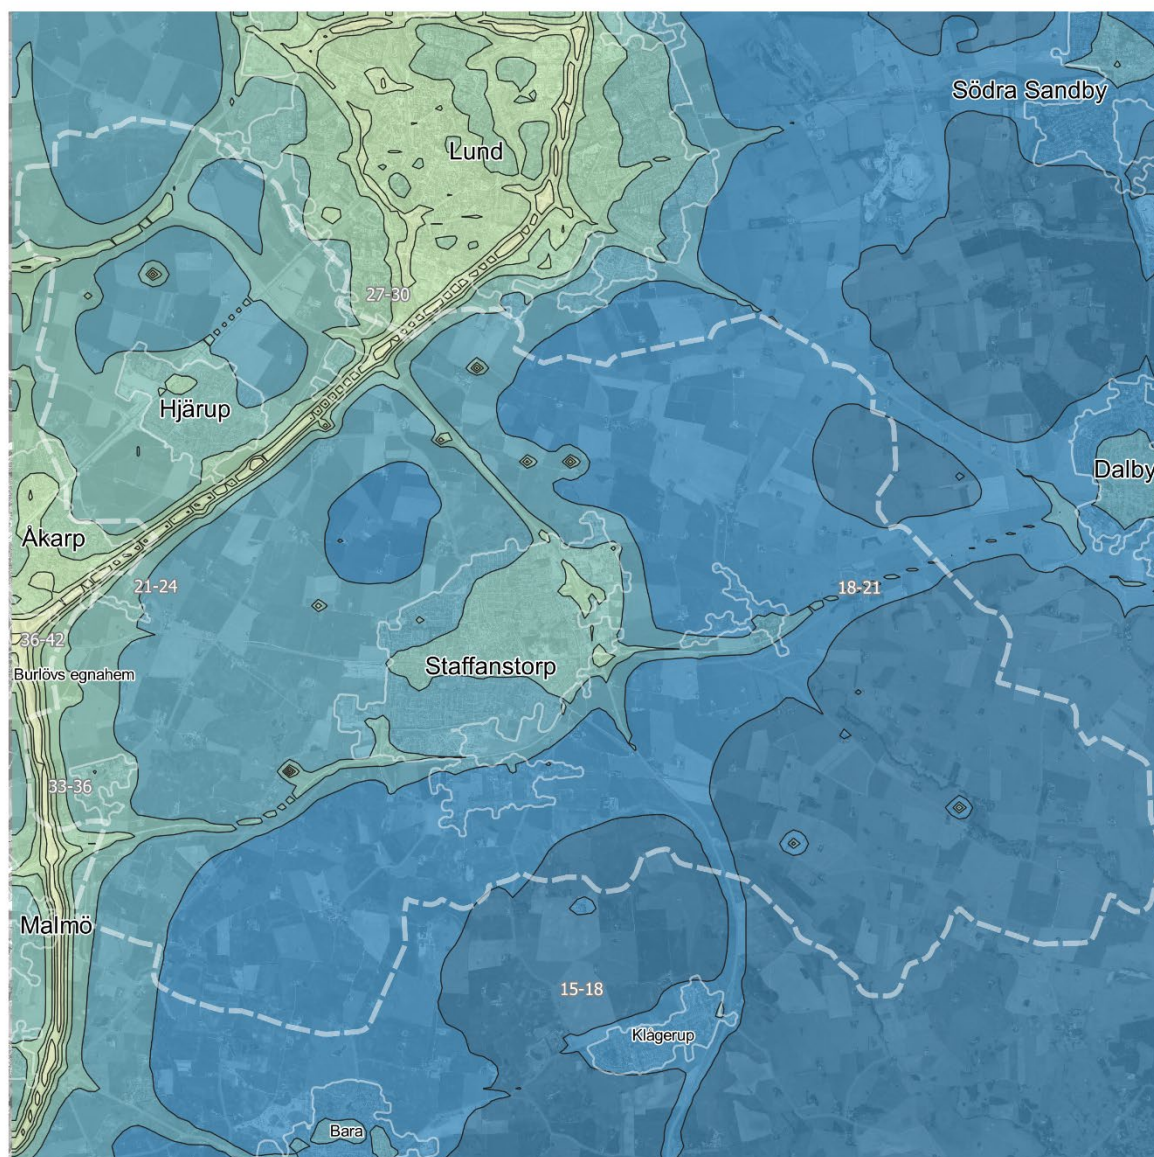 Södra Sandby
Lund
27-30
Hjärup
Dalby
Åkarp
21-24
18-21
36-42
Burlövs egnahem
Staffanstorp
33-36
Malmö
15-18
Klågerup
Bara